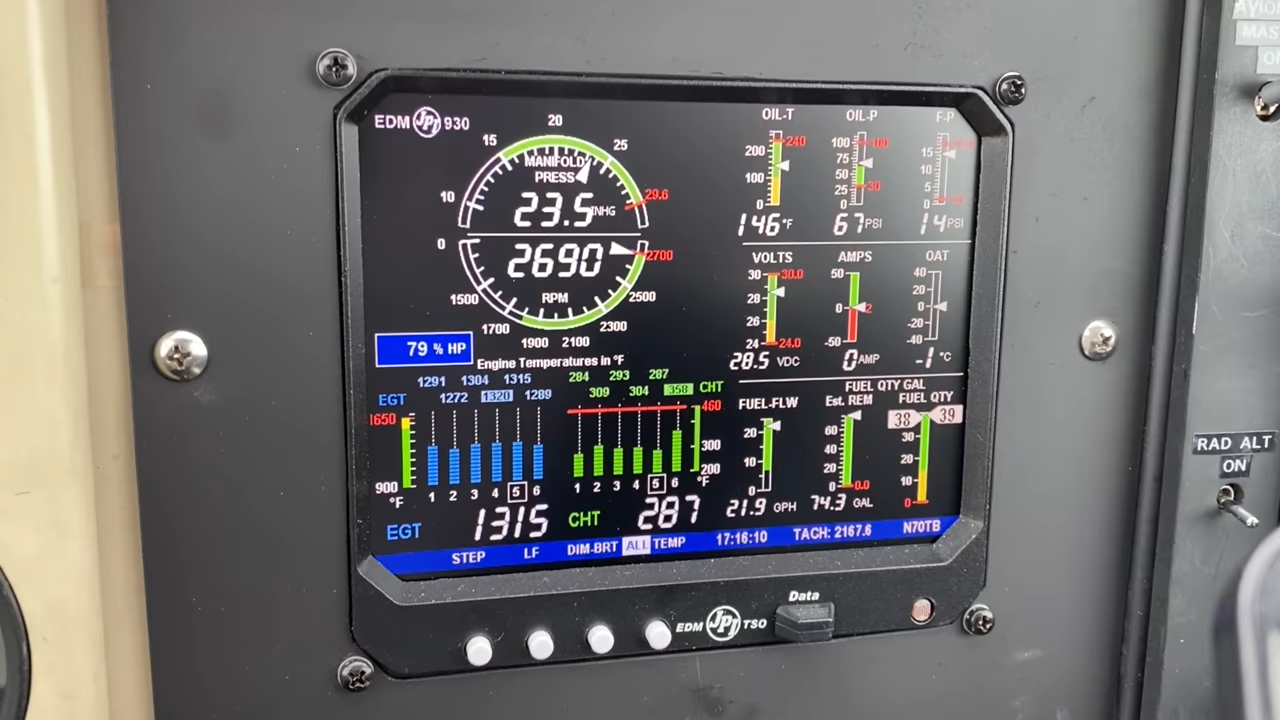 EDM JPI 930
20
15
25
MANIFOLD
PRESS
10
29.6
23.5 INHG
0
2690
2700
RPM
1500
2500
1700
2300
1900 2100
79 % HP
Engine Temperatures in °F
1291 1304 1315
EGT 1272 1320 1289
1650
900
°F
1 2 3 4 5 6
284 293 287
309 304 358 CHT
460
300
200
°F
1 2 3 4 5 6
EGT 1315 CHT 287
OIL-T OIL-P F-P
200 240
100
0
146 °F
100 100
75
50
25 30
0
67 PSI
15
10
5
0
14 PSI
VOLTS AMPS OAT
30 30.0
28
26
24 24.0
28.5 VDC
50
0 2
-50
0 AMP
40
20
0
-20
-40
-1 °C
FUEL QTY GAL
FUEL-FLW Est. REM FUEL QTY
20
10
0
21.9 GPH
60
40
20
0 0.0
74.3 GAL
38 39
30
20
10
0
STEP LF DIM-BRT ALL TEMP 17:16:10 TACH: 2167.6 N70TB
EDM JPI TSO
Data
MAS
RAD ALT
ON